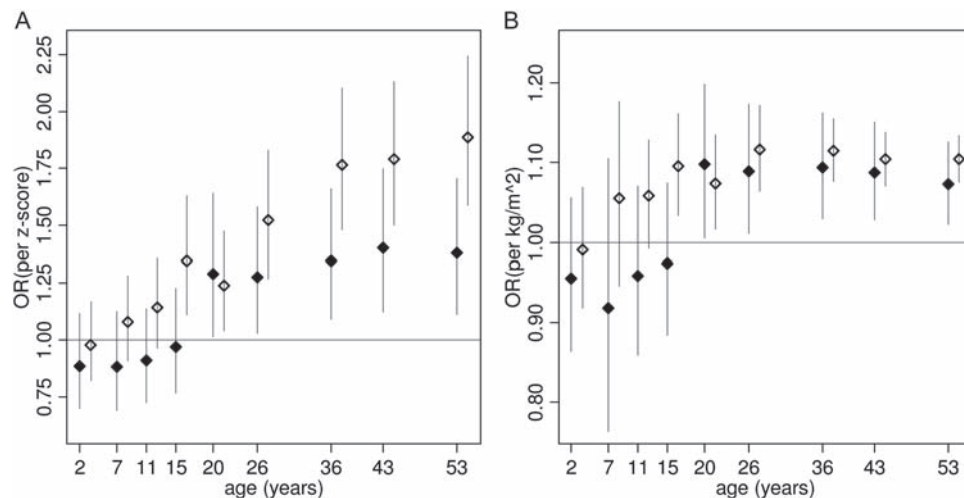 A
B
OR(per z-score)
2.25
2.00
1.75
1.50
1.25
1.00
0.75
2 7 11 15 20 26 36 43 53
age (years)
OR(per kg/m^2)
1.20
1.10
1.00
0.90
0.80
2 7 11 15 20 26 36 43 53
age (years)